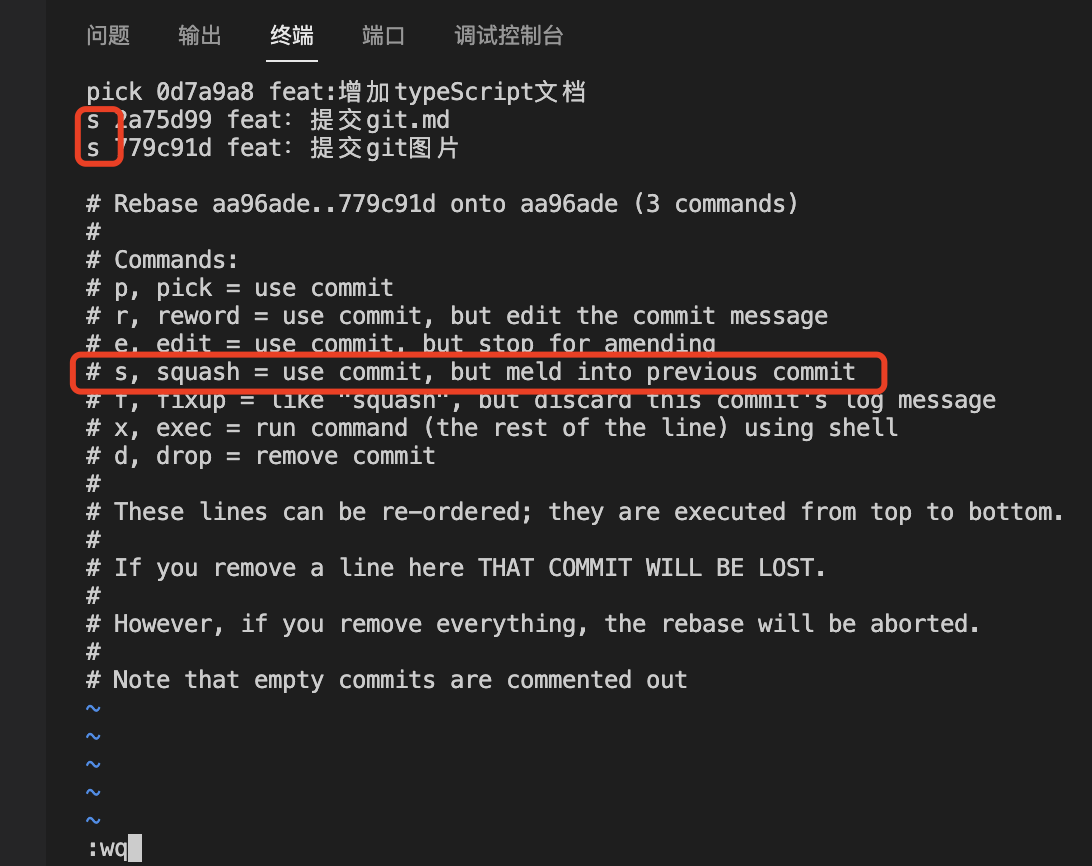 问题 输出 终端 端口 调试控制台
pick 0d7a9a8 feat:增加typeScript文档
s 2a75d99 feat: 提交git.md
s 779c91d feat: 提交git图片
# Rebase aa96ade..779c91d onto aa96ade (3 commands)
#
# Commands:
# p, pick = use commit
# r, reword = use commit, but edit the commit message
# e, edit = use commit, but stop for amending
# s, squash = use commit, but meld into previous commit
# f, fixup = like "squash", but discard this commit's log message
# x, exec = run command (the rest of the line) using shell
# d, drop = remove commit
#
# These lines can be re-ordered; they are executed from top to bottom.
#
# If you remove a line here THAT COMMIT WILL BE LOST.
#
# However, if you remove everything, the rebase will be aborted.
#
# Note that empty commits are commented out
~
~
~
~
~
:wq